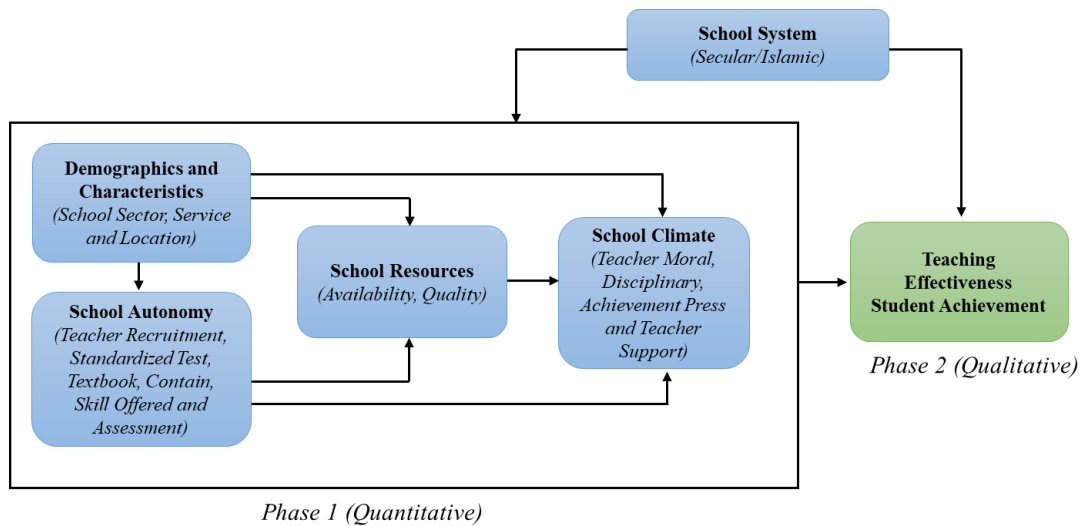 School System
(Secular/Islamic)
Demographics and
Characteristics
(School Sector, Service
and Location)
School Autonomy
(Teacher Recruitment,
Standardized Test,
Textbook, Contain,
Skill Offered and
Assessment)
School Resources
(Availability, Quality)
School Climate
(Teacher Moral,
Disciplinary,
Achievement Press
and Teacher
Support)
Teaching
Effectiveness
Student Achievement
Phase 2 (Qualitative)
Phase 1 (Quantitative)